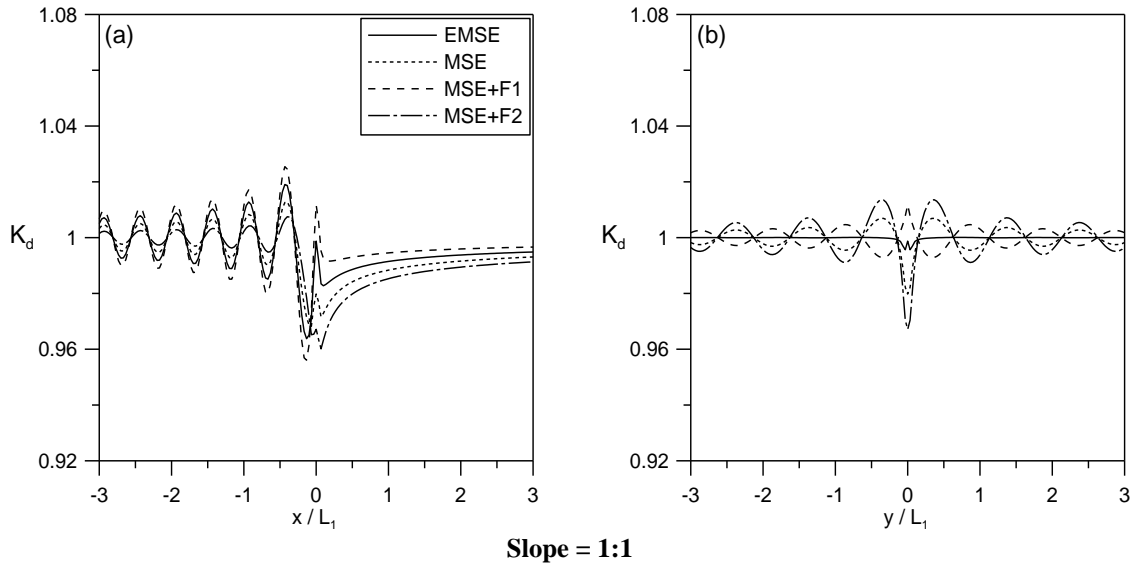 (a)
EMSE
MSE
MSE+F1
MSE+F2
1.08
1.04
1
0.96
0.92
K_d
-3 -2 -1 0 1 2 3
x / L_1
(b)
1.08
1.04
1
0.96
0.92
K_d
-3 -2 -1 0 1 2 3
y / L_1
Slope = 1:1